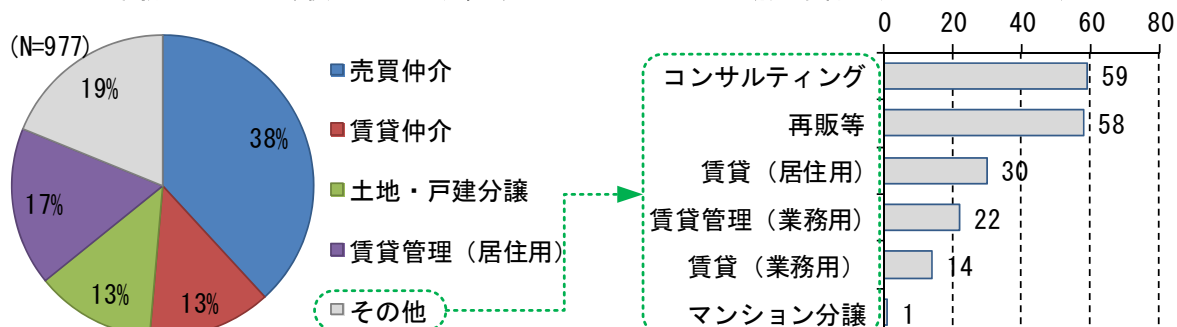 (N=977)
38%
13%
13%
17%
19%
売買仲介
賃貸仲介
土地・戸建分譲
賃貸管理（居住用）
その他
0 20 40 60 80
コンサルティング 59
再販等 58
賃貸（居住用） 30
賃貸管理（業務用） 22
賃貸（業務用） 14
マンション分譲 1